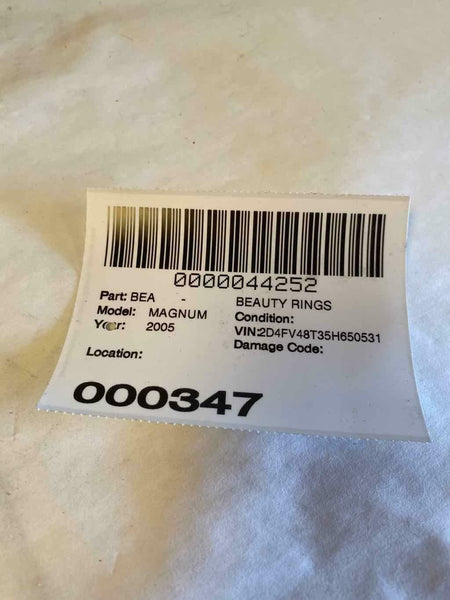 0000044252
Part: BEA - BEAUTY RINGS
Model: MAGNUM Condition:
Year: 2005 VIN:2D4FV48T35H650531
Location: Damage Code:
000347